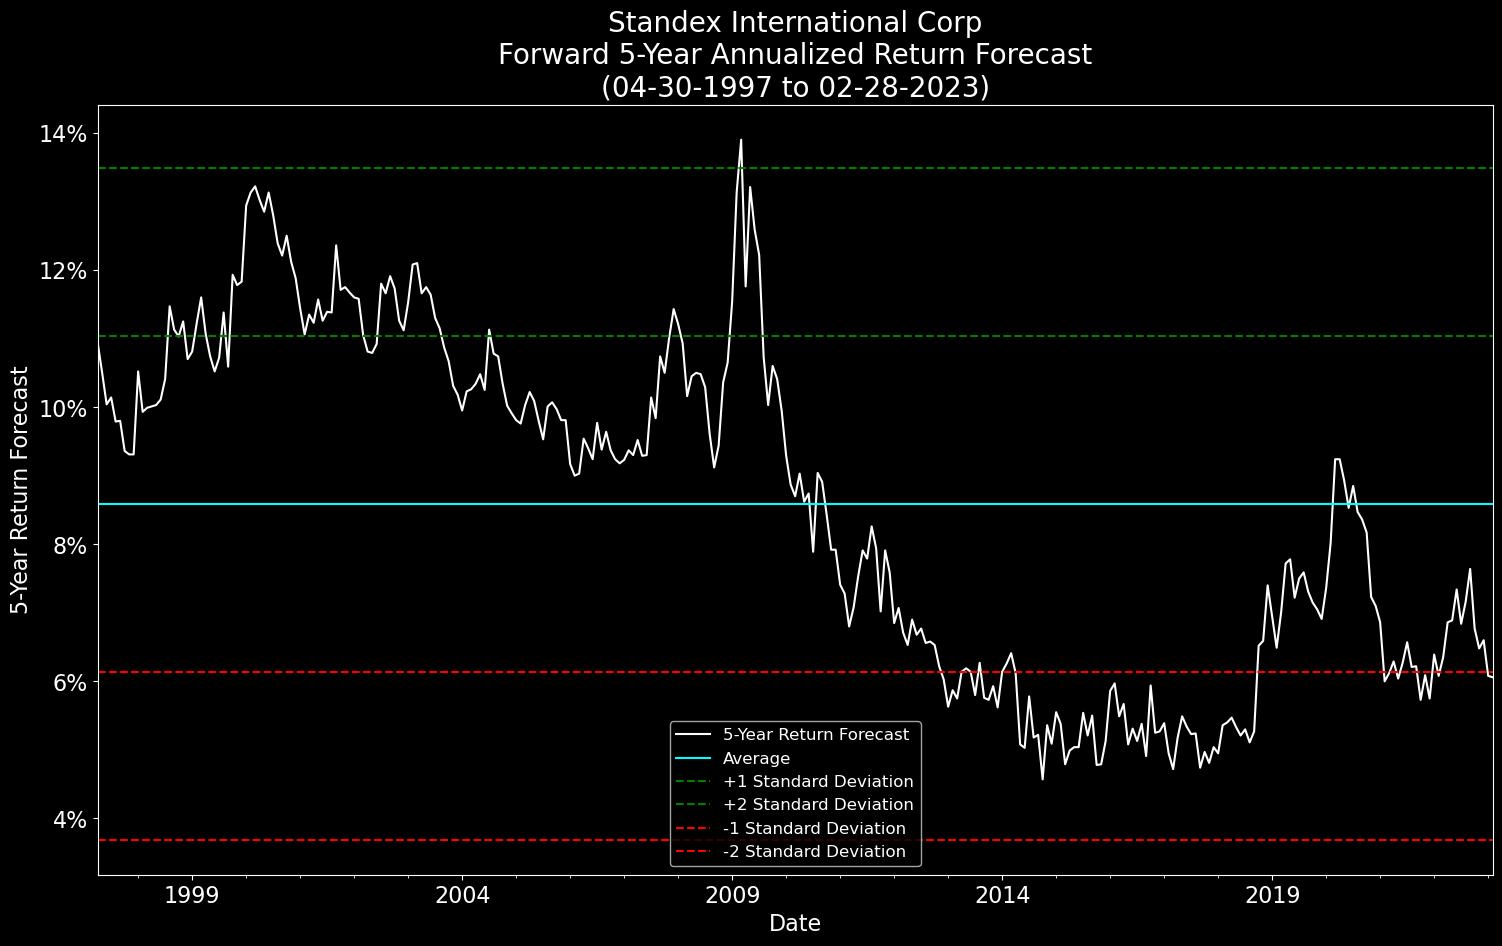 Standex International Corp
Forward 5-Year Annualized Return Forecast
(04-30-1997 to 02-28-2023)
14%
12%
10%
8%
6%
4%
5-Year Return Forecast
5-Year Return Forecast
Average
+1 Standard Deviation
+2 Standard Deviation
-1 Standard Deviation
-2 Standard Deviation
1999 2004 2009 2014 2019
Date